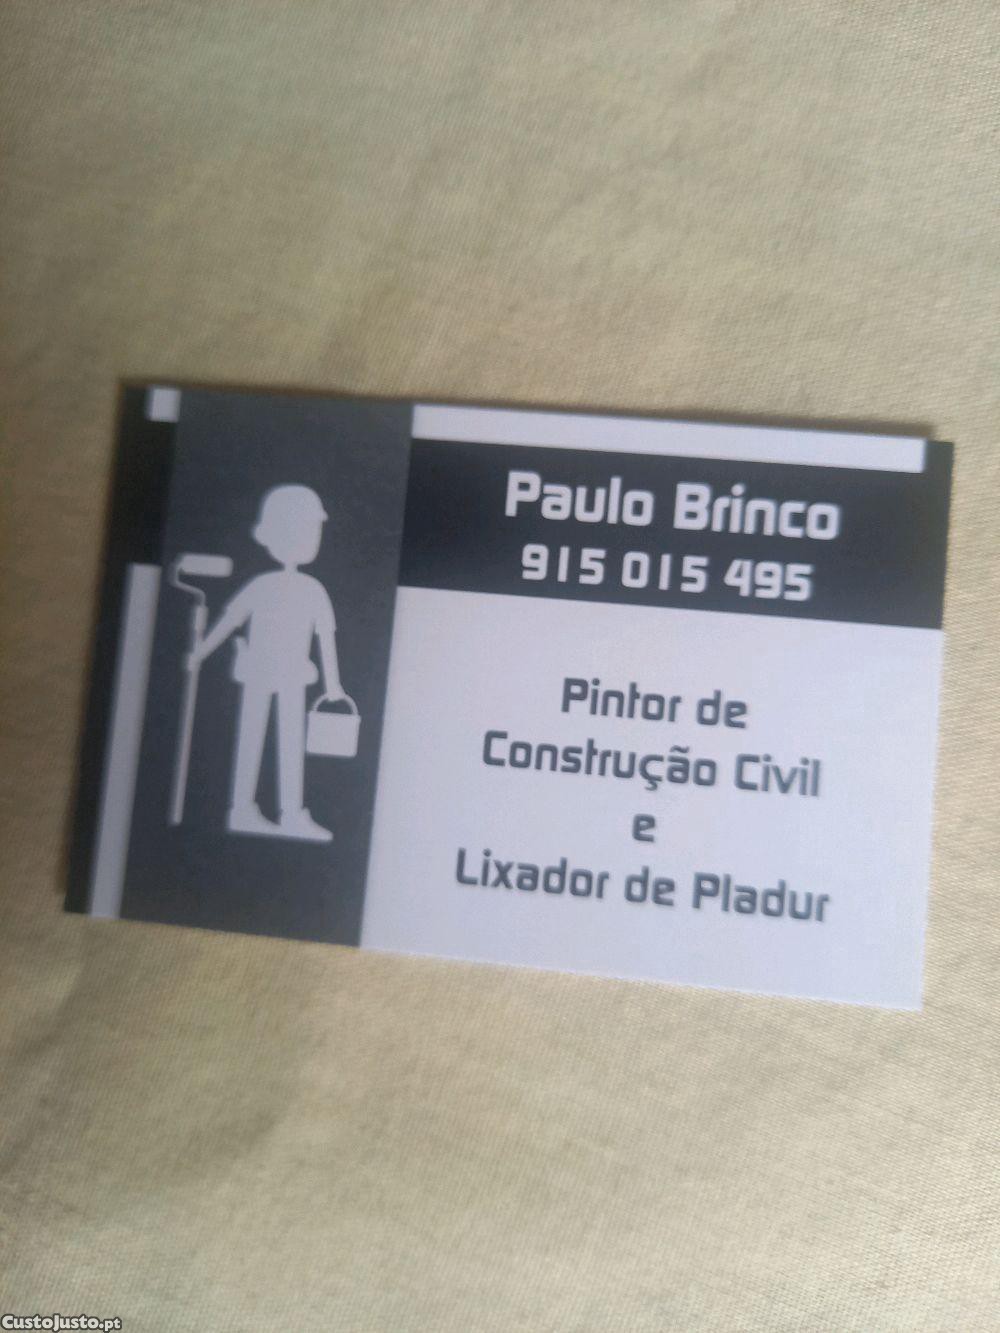 Paulo Brinco
915 015 495
Pintor de
Construção Civil
e
Lixador de Pladur
CustoJusto.pt